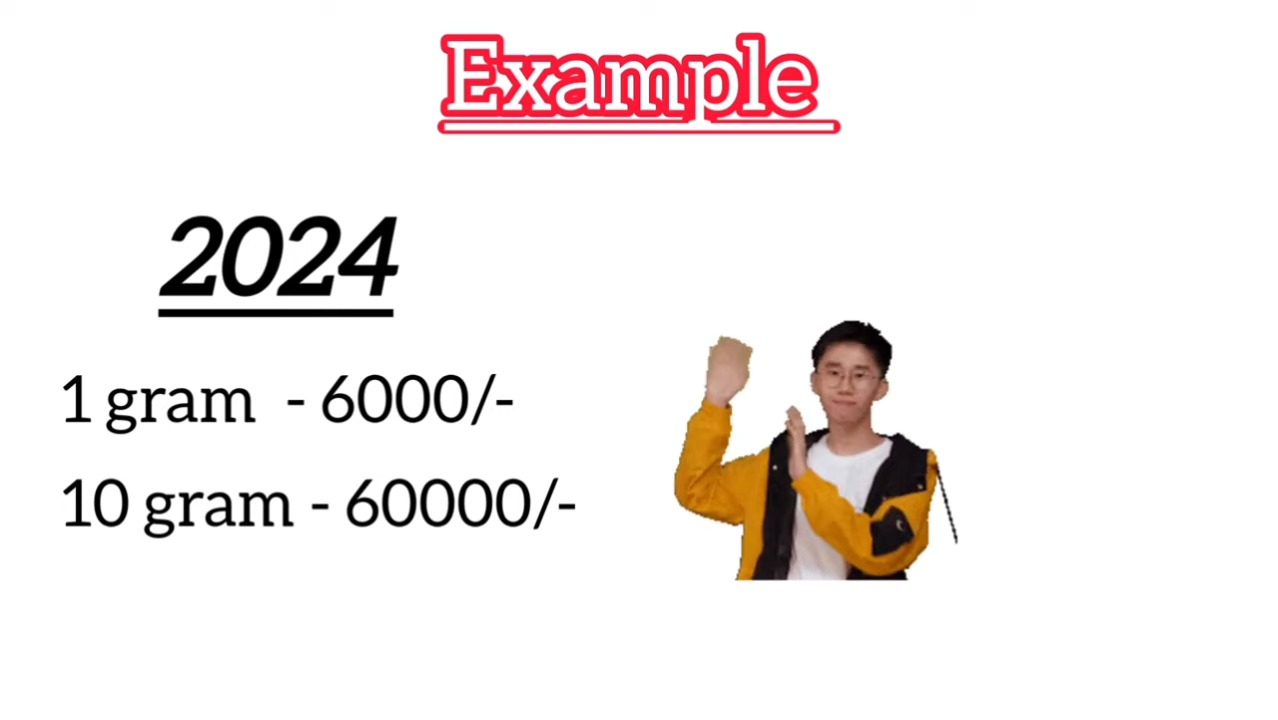 Example
2024
1 gram - 6000/-
10 gram - 60000/-